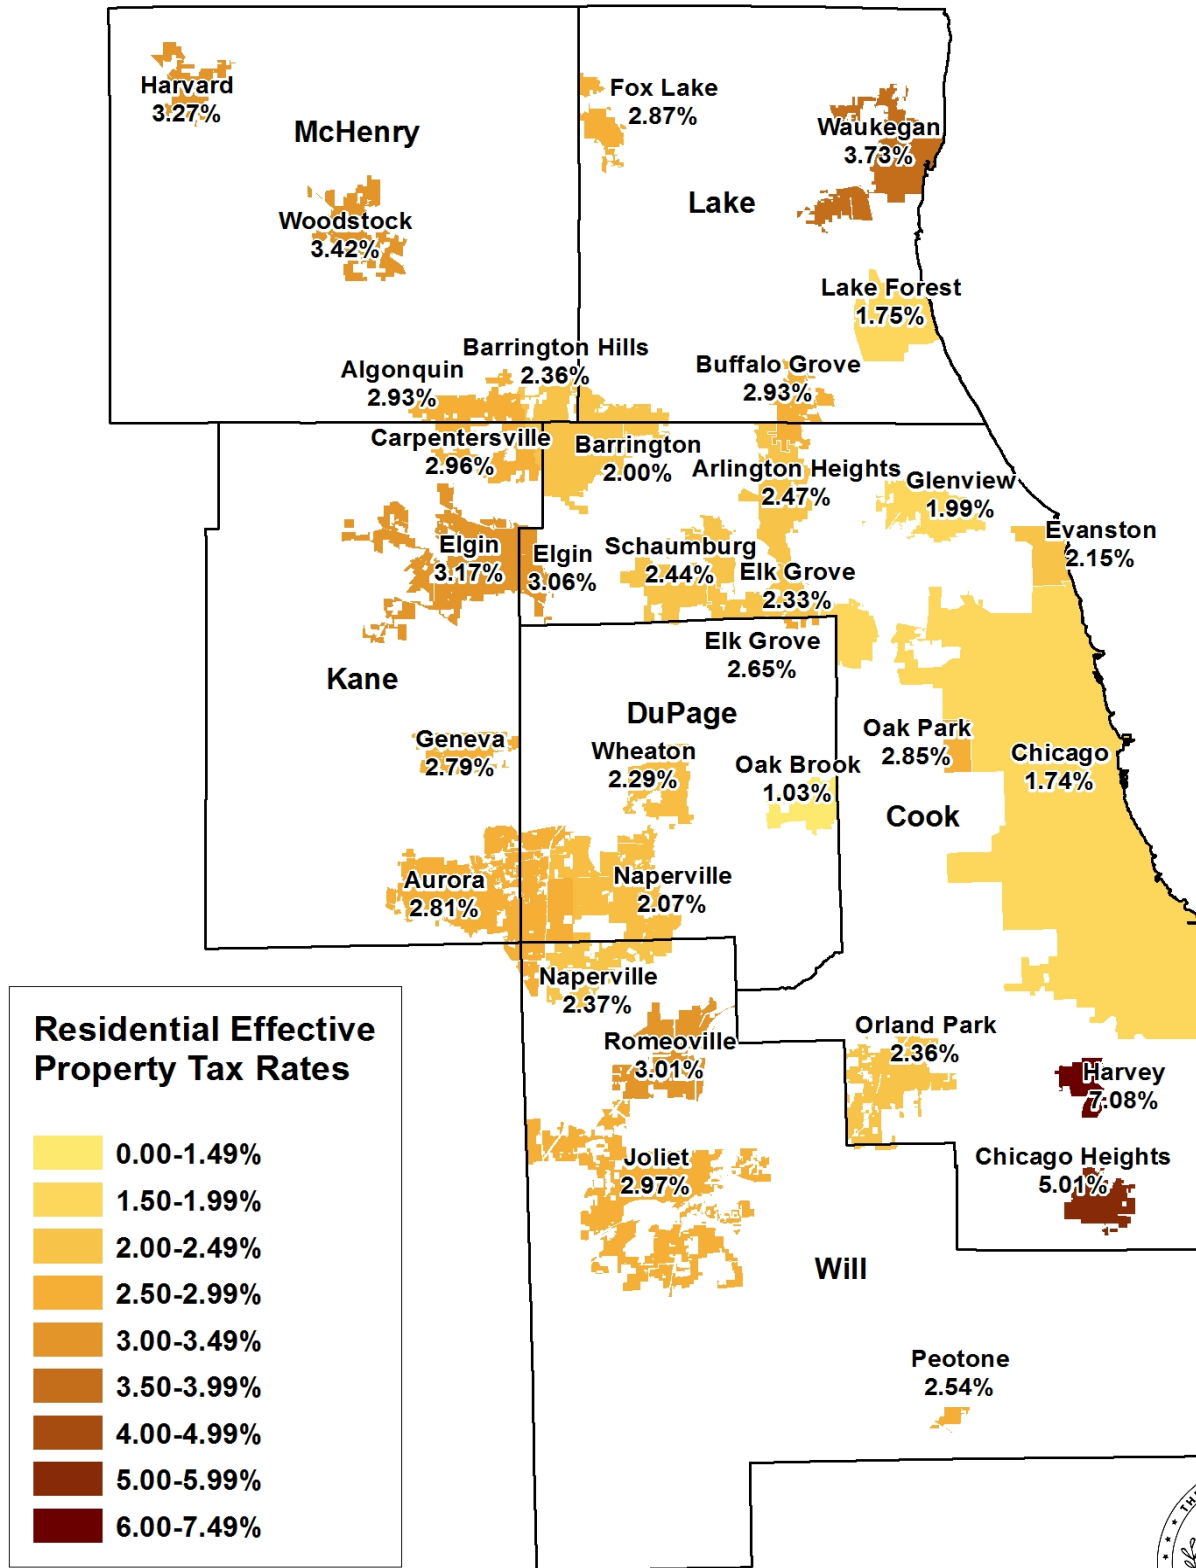 Harvard
3.27%
McHenry
Fox Lake
2.87%
Waukegan
3.73%
Woodstock
3.42%
Lake
Lake Forest
1.75%
Barrington Hills
2.36%
Algonquin
2.93%
Buffalo Grove
2.93%
Carpentersville
2.96%
Barrington
2.00%
Arlington Heights
2.47%
Glenview
1.99%
Evanston
2.15%
Elgin
3.17%
Elgin
3.06%
Schaumburg
2.44%
Elk Grove
2.33%
Elk Grove
2.65%
Kane
DuPage
Geneva
2.79%
Wheaton
2.29%
Oak Brook
1.03%
Oak Park
2.85%
Chicago
1.74%
Cook
Aurora
2.81%
Naperville
2.07%
Naperville
2.37%
Romeoville
3.01%
Orland Park
2.36%
Harvey
7.08%
Chicago Heights
5.01%
Joliet
2.97%
Will
Peotone
2.54%
Residential Effective
Property Tax Rates
0.00-1.49%
1.50-1.99%
2.00-2.49%
2.50-2.99%
3.00-3.49%
3.50-3.99%
4.00-4.99%
5.00-5.99%
6.00-7.49%